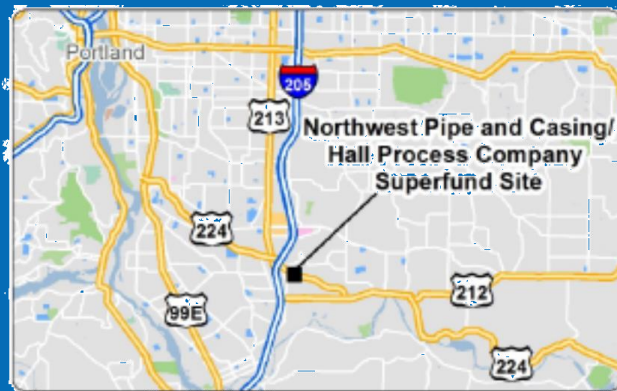 Portland
205
213
Northwest Pipe and Casing/
Hall Process Company
Superfund Site
224
212
99E
224